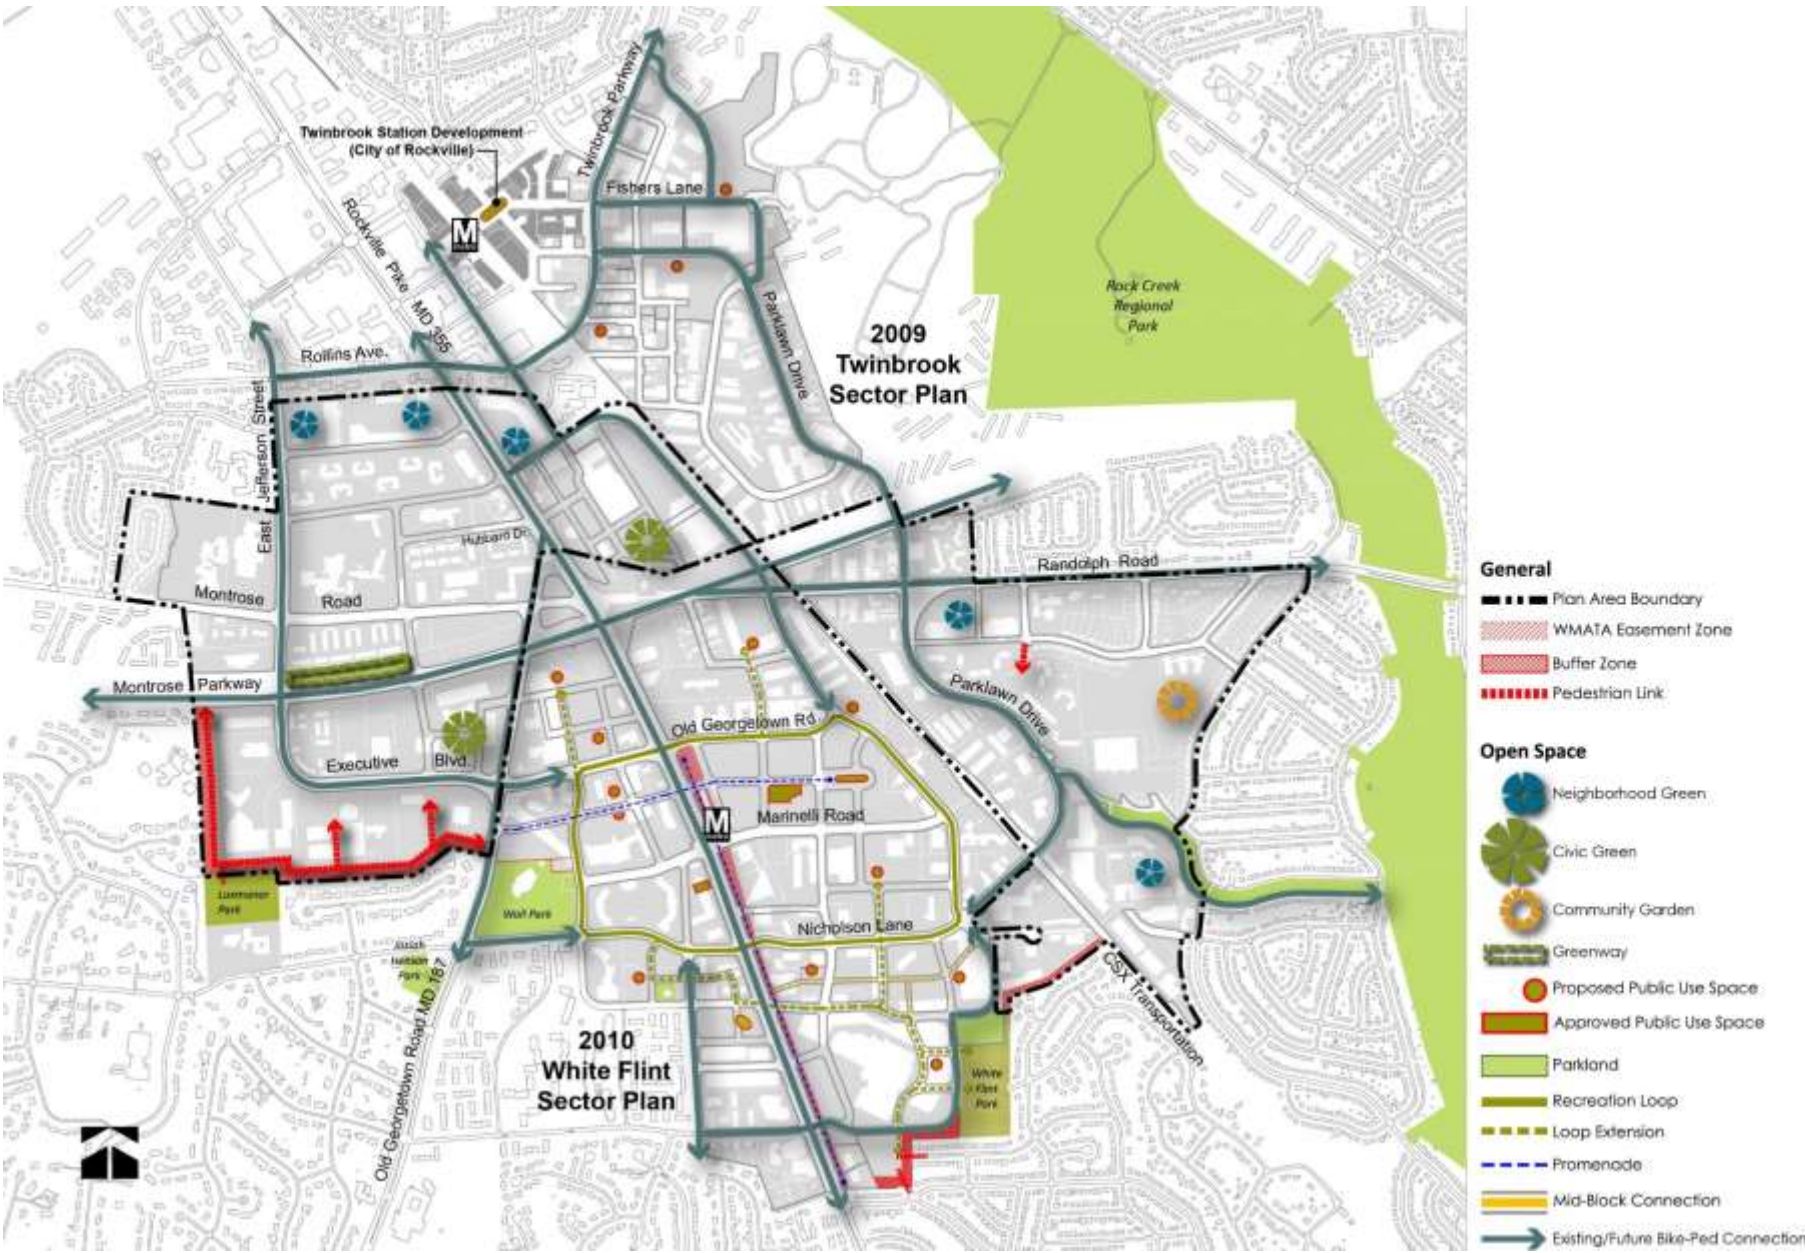 Twinbrook Parkway
Twinbrook Station Development
(City of Rockville)
Fishers Lane
M
Rockville Pike MD 355
Rock Creek
Regional
Park
Parklawn Drive
2009
Twinbrook
Sector Plan
Rollins Ave.
East Jefferson Street
Hubbard Dr.
Randolph Road
Montrose Road
Montrose Parkway
Parklawn Drive
Old Georgetown Rd.
Executive Blvd.
M
Marinelli Road
Luxmanor
Park
Wall Park
Nicholson Lane
Park
Old Georgetown Road MD 187
CSX Transportation
2010
White Flint
Sector Plan
White
Flint
Park
General
Plan Area Boundary
WMATA Easement Zone
Buffer Zone
Pedestrian Link
Open Space
Neighborhood Green
Civic Green
Community Garden
Greenway
Proposed Public Use Space
Approved Public Use Space
Parkland
Recreation Loop
Loop Extension
Promenade
Mid-Block Connection
Existing/Future Bike-Ped Connection